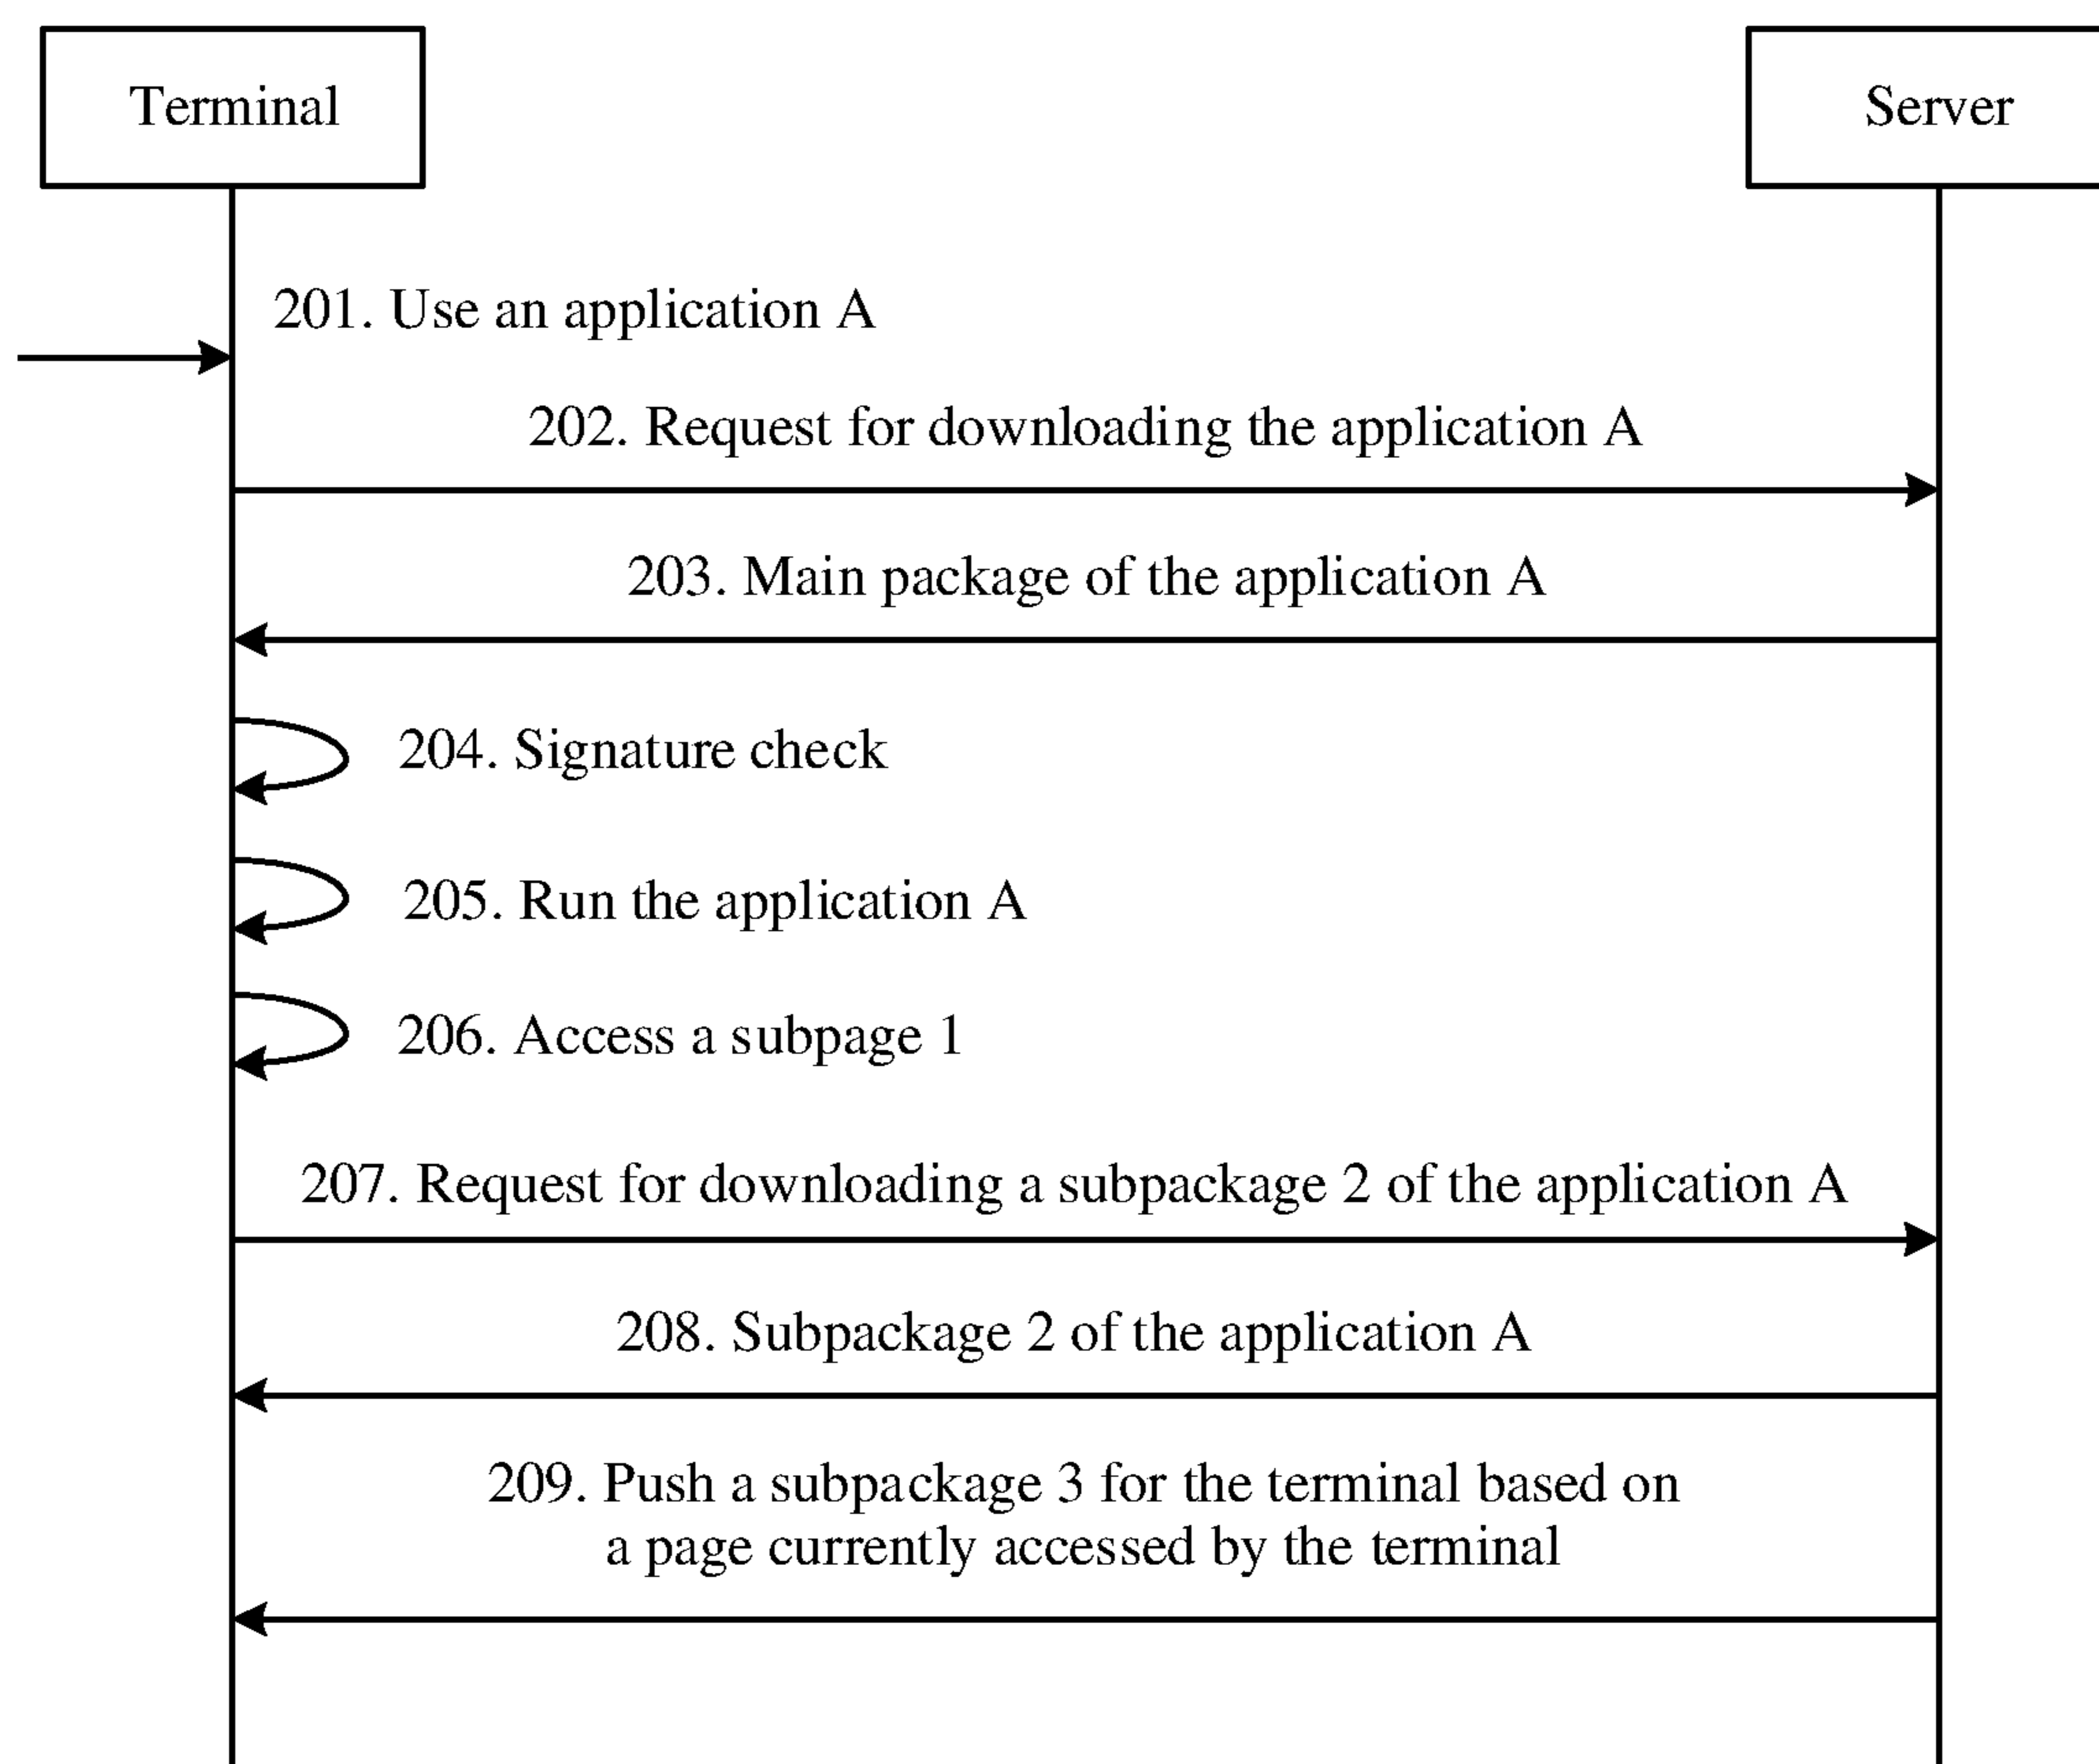 Terminal
Server
201. Use an application A
202. Request for downloading the application A
203. Main package of the application A
204. Signature check
205. Run the application A
206. Access a subpage 1
207. Request for downloading a subpackage 2 of the application A
208. Subpackage 2 of the application A
209. Push a subpackage 3 for the terminal based on
a page currently accessed by the terminal